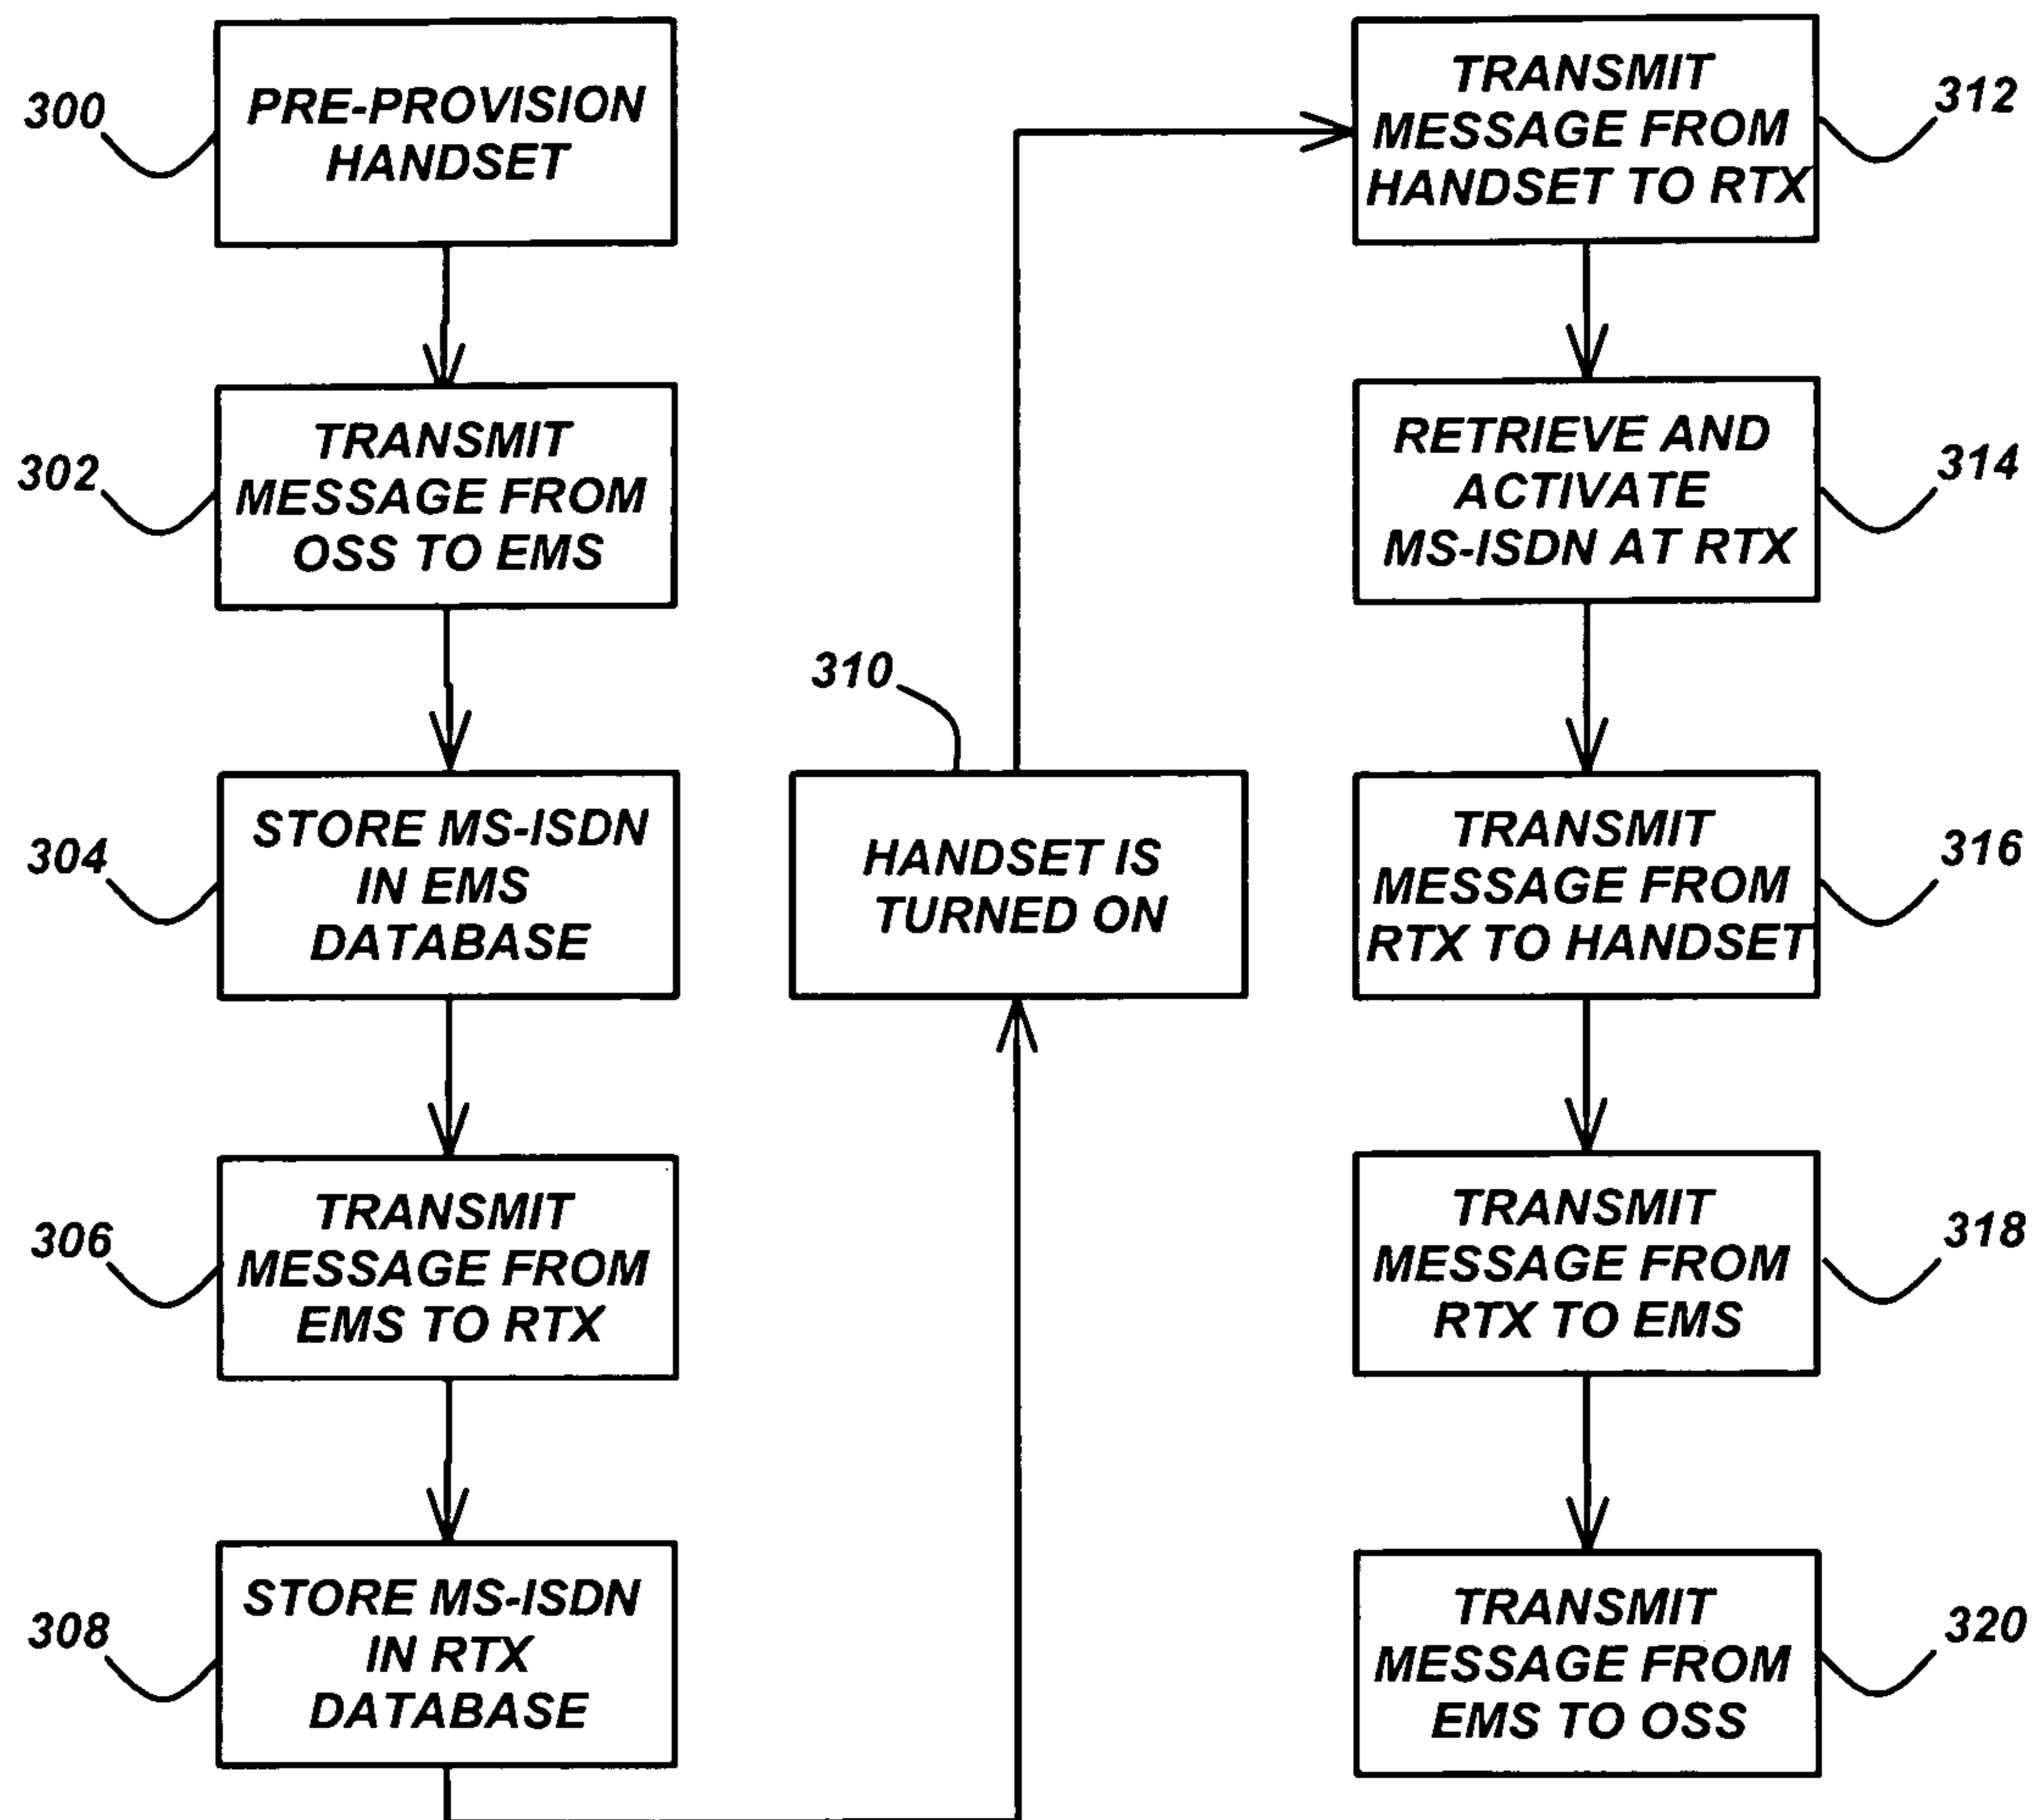 300
PRE-PROVISION
HANDSET
302
TRANSMIT
MESSAGE FROM
OSS TO EMS
304
STORE MS-ISDN
IN EMS
DATABASE
306
TRANSMIT
MESSAGE FROM
EMS TO RTX
308
STORE MS-ISDN
IN RTX
DATABASE
310
HANDSET IS
TURNED ON
312
TRANSMIT
MESSAGE FROM
HANDSET TO RTX
314
RETRIEVE AND
ACTIVATE
MS-ISDN AT RTX
316
TRANSMIT
MESSAGE FROM
RTX TO HANDSET
318
TRANSMIT
MESSAGE FROM
RTX TO EMS
320
TRANSMIT
MESSAGE FROM
EMS TO OSS